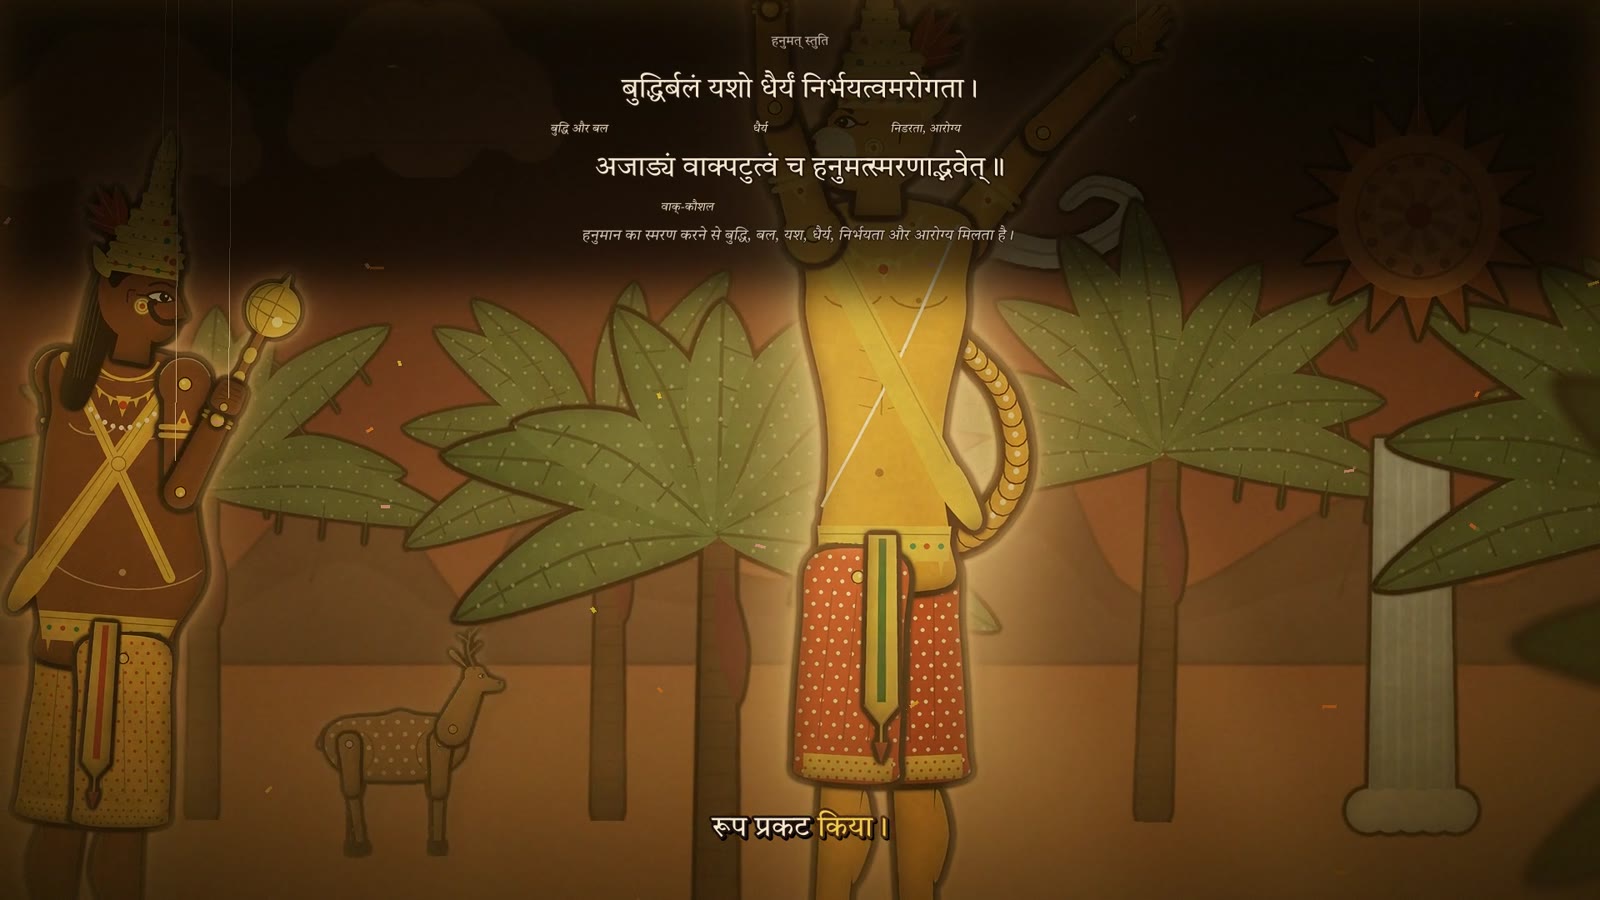 हनुमत् स्तुति
बुद्धिर्बलं यशो धैर्यं निर्भयत्वमरोगता।
बुद्धि और बल धैर्य निडरता, आरोग्य
अजाड्यं वाक्पटुत्वं च हनुमत्स्मरणाद्भवेत्॥
वाक्-कौशल
हनुमान का स्मरण करने से बुद्धि, बल, यश, धैर्य, निर्भयता और आरोग्य मिलता है।
रूप प्रकट किया।